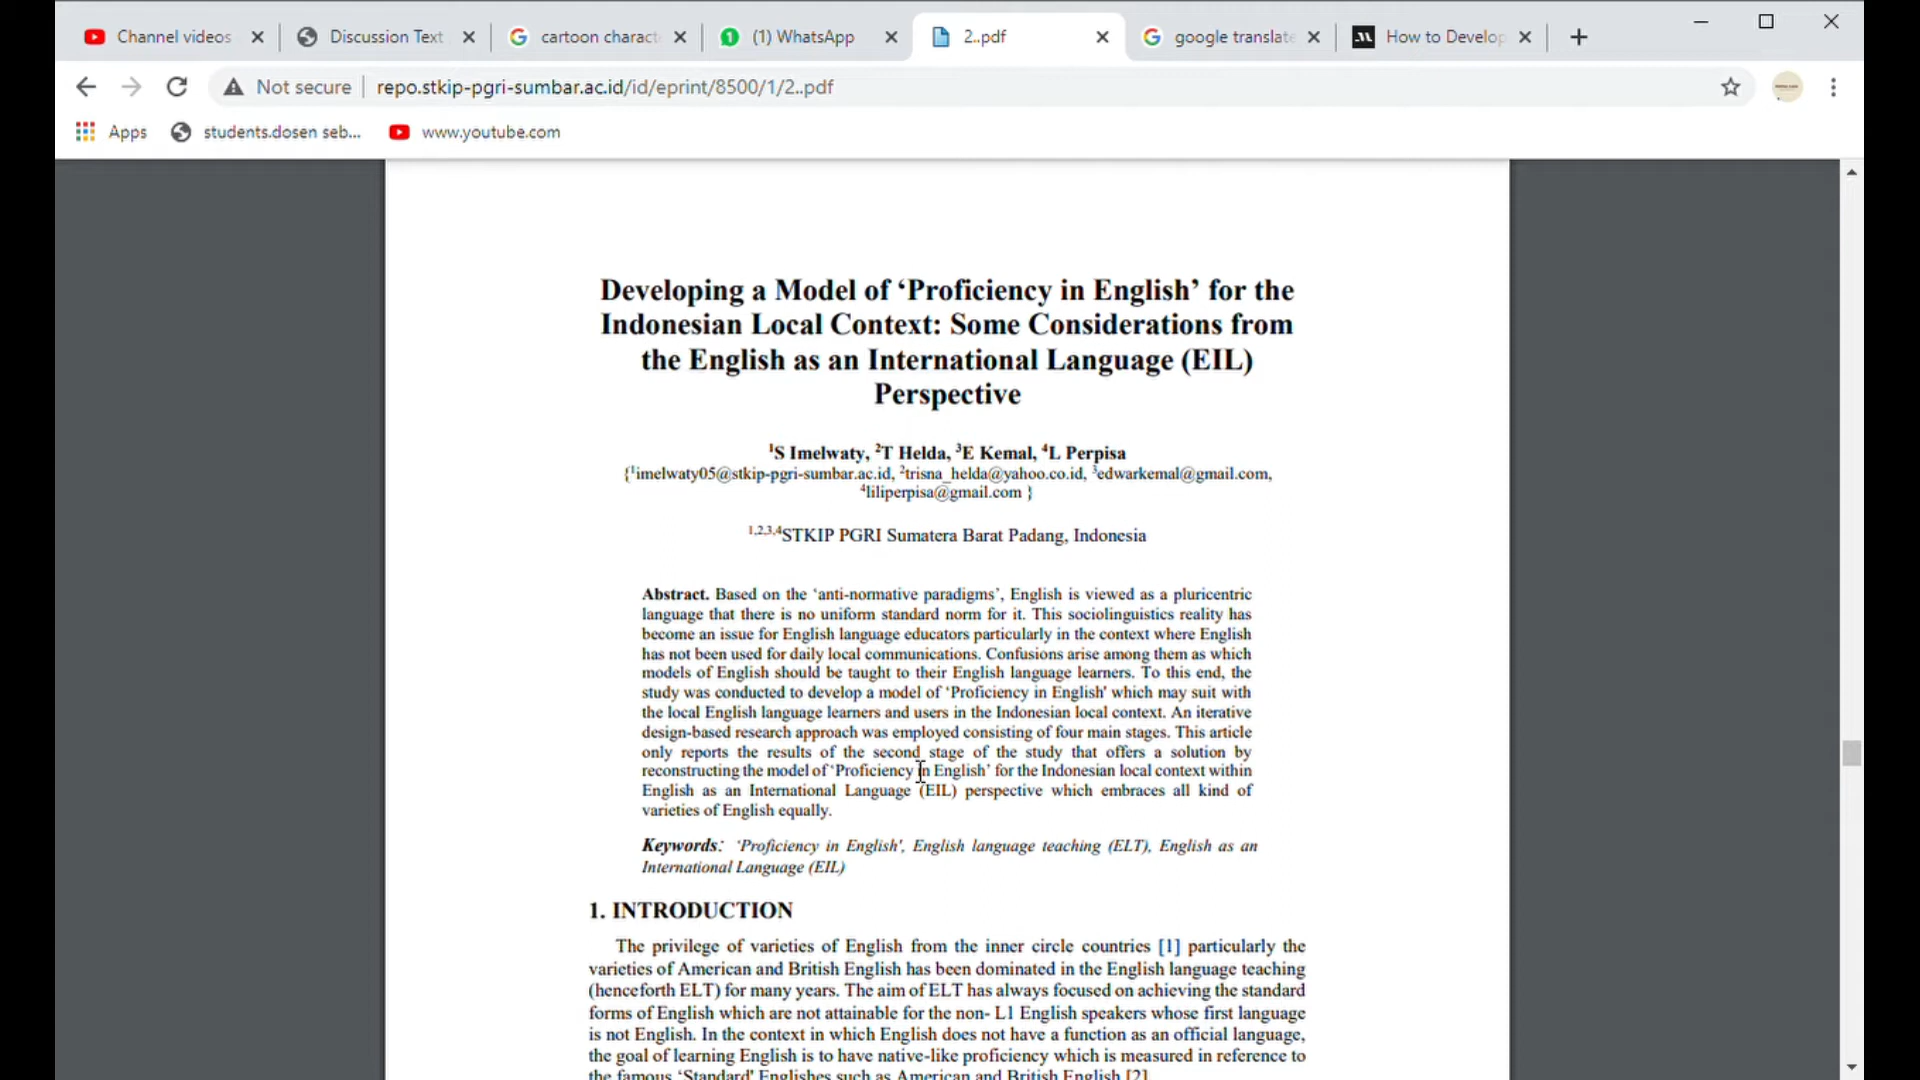 Channel videos
Discussion Text
cartoon charact
(1) WhatsApp
2..pdf
google translate
How to Develop
Not secure
repo.stkip-pgri-sumbar.ac.id/id/eprint/8500/1/2..pdf
Apps
students.dosen seb...
www.youtube.com
Developing a Model of ‘Proficiency in English’ for the
Indonesian Local Context: Some Considerations from
the English as an International Language (EIL)
Perspective
¹S Imelwaty, ²T Helda, ³E Kemal, ⁴L Perpisa
{¹imelwaty05@stkip-pgri-sumbar.ac.id, ²trisna_helda@yahoo.co.id, ³edwarkemal@gmail.com,
⁴liliperpisa@gmail.com }
¹,²,³,⁴STKIP PGRI Sumatera Barat Padang, Indonesia
Abstract. Based on the ‘anti-normative paradigms’, English is viewed as a pluricentric
language that there is no uniform standard norm for it. This sociolinguistics reality has
become an issue for English language educators particularly in the context where English
has not been used for daily local communications. Confusions arise among them as which
models of English should be taught to their English language learners. To this end, the
study was conducted to develop a model of ‘Proficiency in English' which may suit with
the local English language learners and users in the Indonesian local context. An iterative
design-based research approach was employed consisting of four main stages. This article
only reports the results of the second stage of the study that offers a solution by
reconstructing the model of ‘Proficiency in English’ for the Indonesian local context within
English as an International Language (EIL) perspective which embraces all kind of
varieties of English equally.
Keywords: ‘Proficiency in English', English language teaching (ELT), English as an
International Language (EIL)
1. INTRODUCTION
The privilege of varieties of English from the inner circle countries [1] particularly the
varieties of American and British English has been dominated in the English language teaching
(henceforth ELT) for many years. The aim of ELT has always focused on achieving the standard
forms of English which are not attainable for the non- L1 English speakers whose first language
is not English. In the context in which English does not have a function as an official language,
the goal of learning English is to have native-like proficiency which is measured in reference to
the famous ‘Standard' Englishes such as American and British English [2].